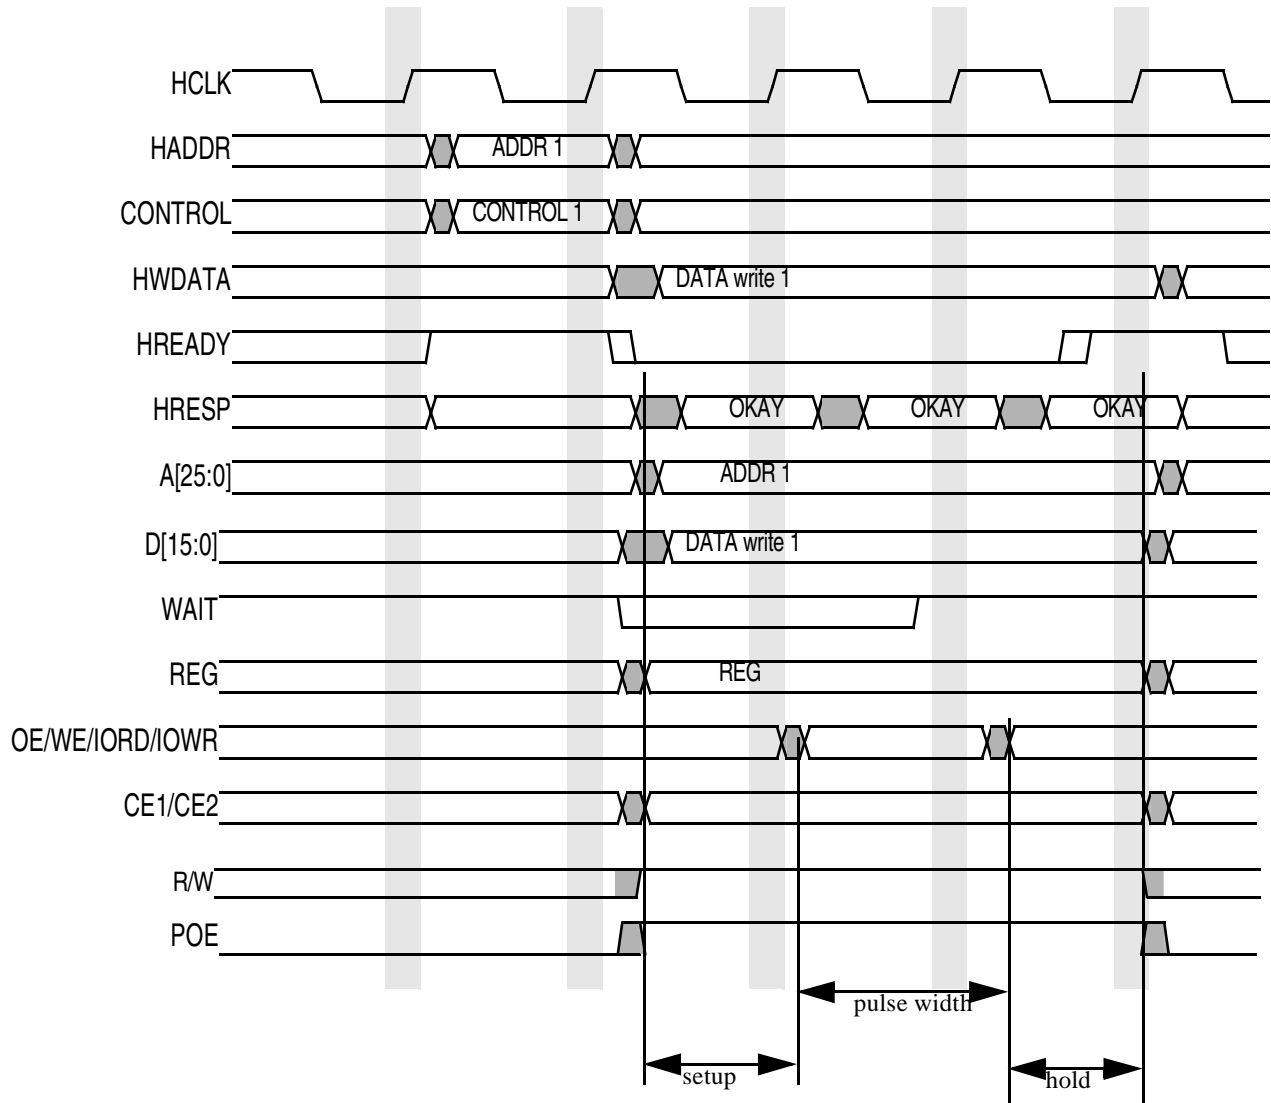 HCLK
HADDR ADDR 1
CONTROL CONTROL 1
HWDATA DATA write 1
HREADY
HRESP OKAY OKAY OKAY
A[25:0] ADDR 1
D[15:0] DATA write 1
WAIT
REG REG
OE/WE/IORD/IOWR
CE1/CE2
R/W
POE
pulse width
setup
hold